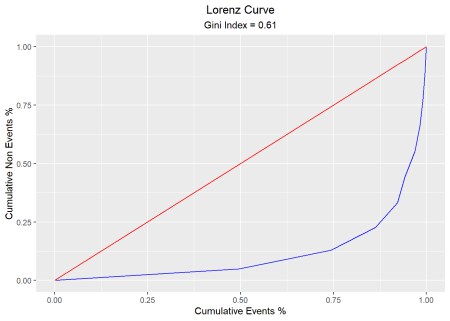 Lorenz Curve
Gini Index = 0.61
Cumulative Non Events %
1.00
0.75
0.50
0.25
0.00
0.00 0.25 0.50 0.75 1.00
Cumulative Events %